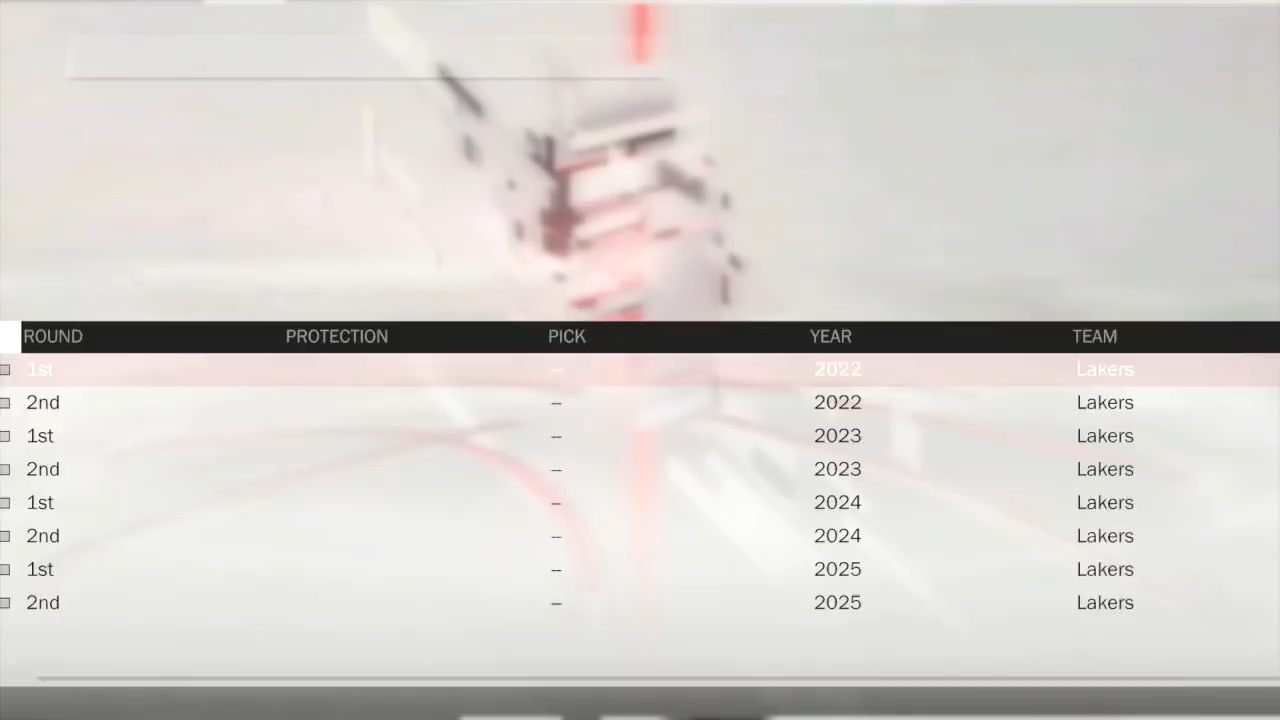 ROUND PROTECTION PICK YEAR TEAM
1st -- 2022 Lakers
2nd -- 2022 Lakers
1st -- 2023 Lakers
2nd -- 2023 Lakers
1st -- 2024 Lakers
2nd -- 2024 Lakers
1st -- 2025 Lakers
2nd -- 2025 Lakers